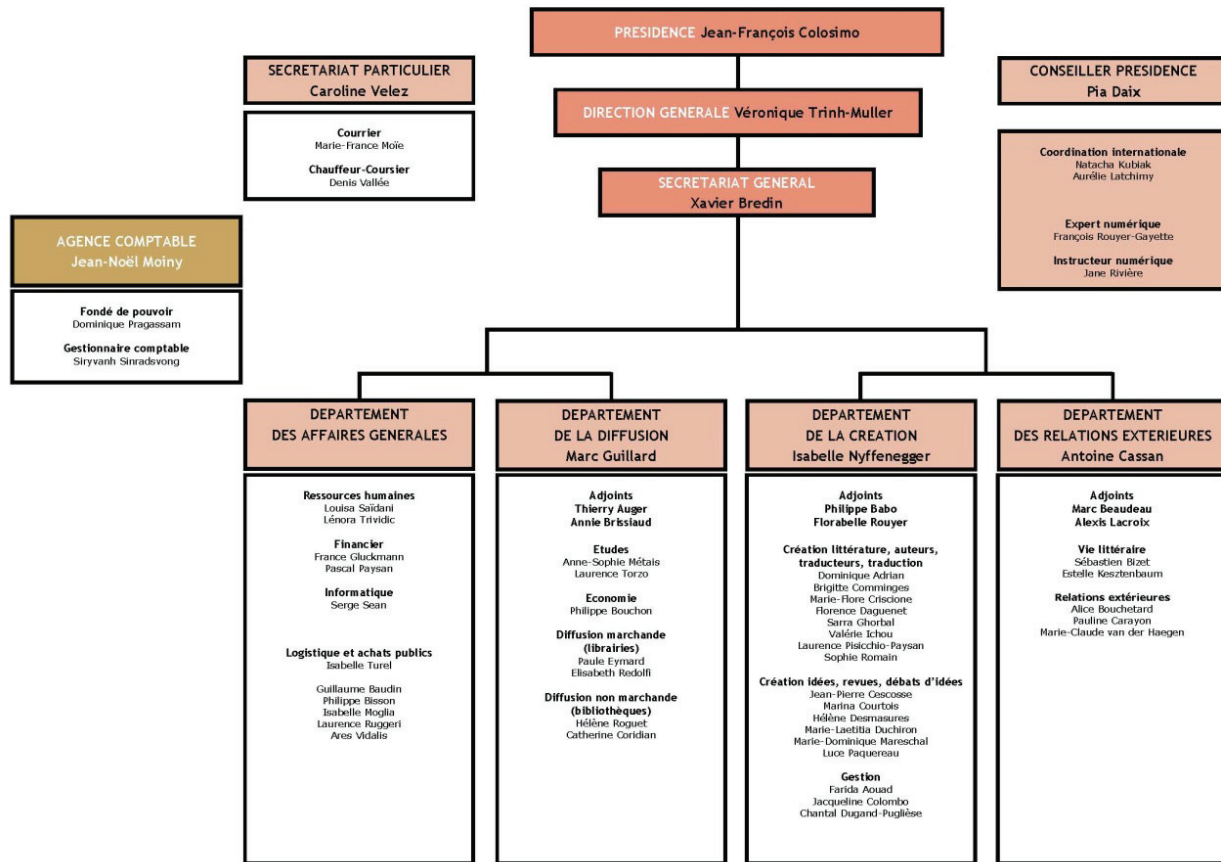 PRESIDENCE Jean-François Colosimo
SECRETARIAT PARTICULIER
Caroline Velez
Courrier
Marie-France Moïe
Chauffeur-Coursier
Denis Vallée
DIRECTION GENERALE Véronique Trinh-Muller
SECRETARIAT GENERAL
Xavier Bredin
CONSEILLER PRESIDENCE
Pia Daix
Coordination internationale
Natacha Kubiak
Aurélie Latchimy
Expert numérique
François Rouyer-Gayette
Instructeur numérique
Jane Rivière
AGENCE COMPTABLE
Jean-Noël Moiny
Fondé de pouvoir
Dominique Pragassam
Gestionnaire comptable
Siryvanh Sinradsvong
DEPARTEMENT
DES AFFAIRES GENERALES
Ressources humaines
Louisa Saïdani
Lénora Trividic
Financier
France Gluckmann
Pascal Paysan
Informatique
Serge Sean
Logistique et achats publics
Isabelle Turel
Guillaume Baudin
Philippe Bisson
Isabelle Moglia
Laurence Ruggeri
Ares Vidalis
DEPARTEMENT
DE LA DIFFUSION
Marc Guillard
Adjoints
Thierry Auger
Annie Brissiaud
Etudes
Anne-Sophie Métais
Laurence Torzo
Economie
Philippe Bouchon
Diffusion marchande
(librairies)
Paule Eymard
Elisabeth Redolfi
Diffusion non marchande
(bibliothèques)
Hélène Roguet
Catherine Coridian
DEPARTEMENT
DE LA CREATION
Isabelle Nyffenegger
Adjoints
Philippe Babo
Florabelle Rouyer
Création littérature, auteurs,
traducteurs, traduction
Dominique Adrian
Brigitte Comminges
Marie-Flore Criscione
Florence Daguenet
Sarra Ghorbal
Valérie Ichou
Laurence Pisicchio-Paysan
Sophie Romain
Création idées, revues, débats d'idées
Jean-Pierre Cescosse
Marina Courtois
Hélène Desmasures
Marie-Laetitia Duchiron
Marie-Dominique Mareschal
Luce Paquereau
Gestion
Farida Aouad
Jacqueline Colombo
Chantal Dugand-Puglièse
DEPARTEMENT
DES RELATIONS EXTERIEURES
Antoine Cassan
Adjoints
Marc Beaudeau
Alexis Lacroix
Vie littéraire
Sébastien Bizet
Estelle Kesztenbaum
Relations extérieures
Alice Bouchetard
Pauline Carayon
Marie-Claude van der Haegen